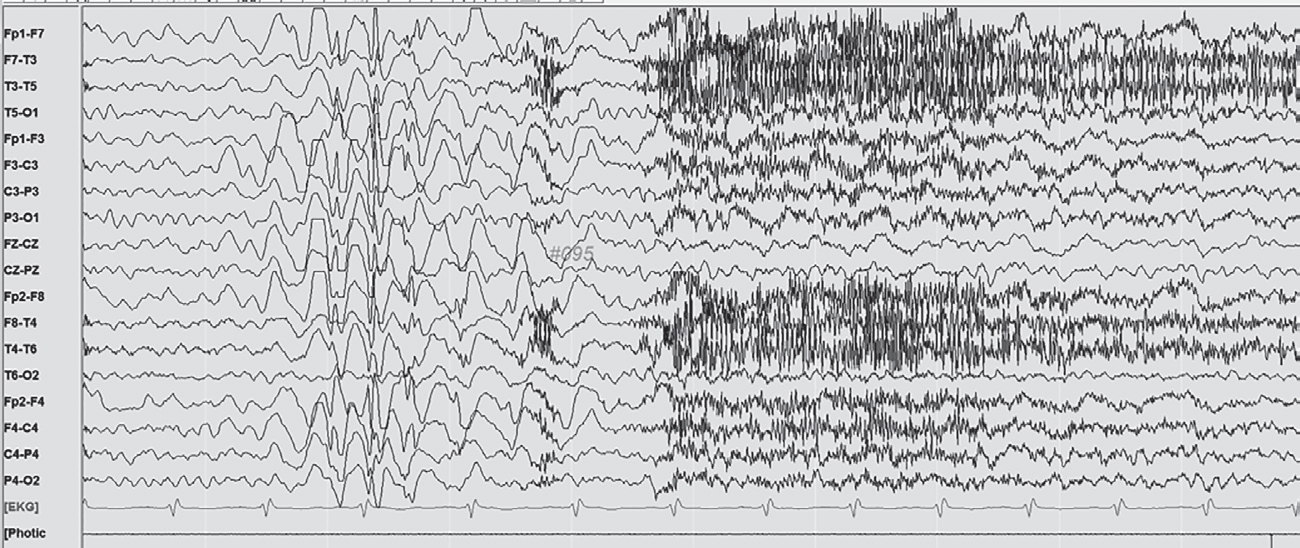 Fp1-F7
F7-T3
T3-T5
T5-O1
Fp1-F3
F3-C3
C3-P3
P3-O1
FZ-CZ
#695
CZ-PZ
Fp2-F8
F8-T4
T4-T6
T6-O2
Fp2-F4
F4-C4
C4-P4
P4-O2
[EKG]
[Photic